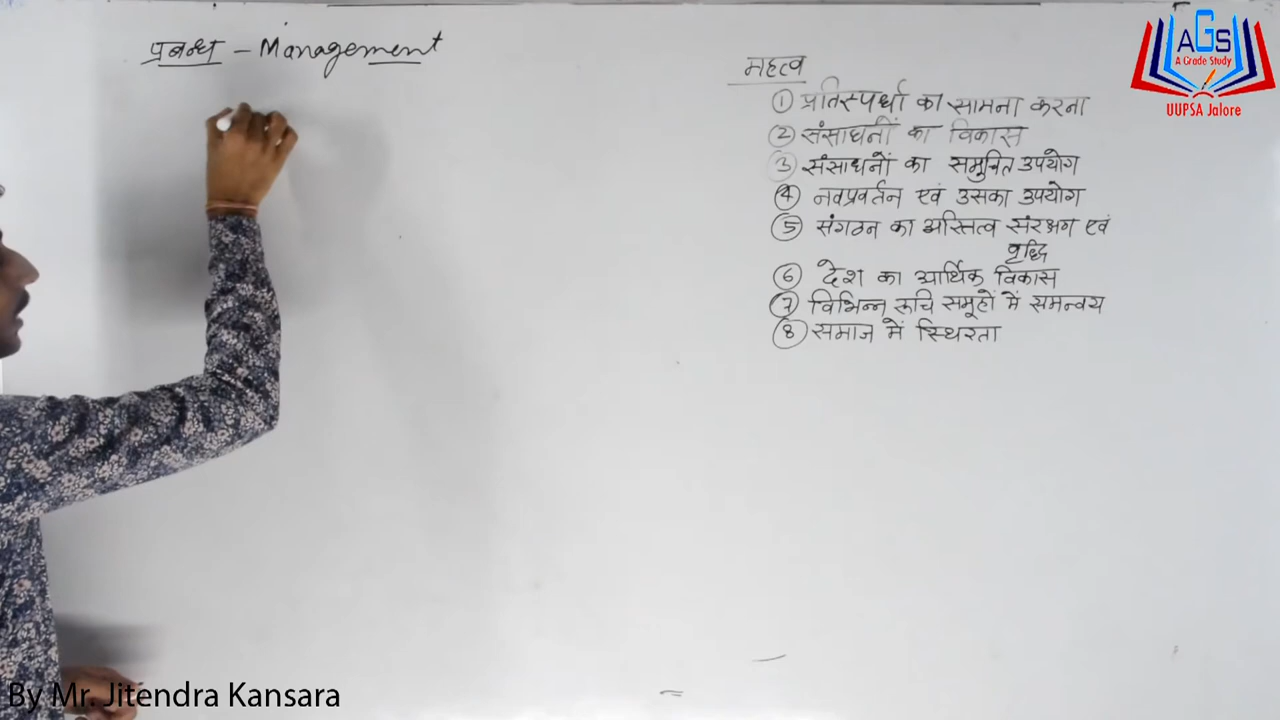 प्रबन्ध - Management
महत्व
① प्रतिस्पर्धा का सामना करना
② संसाधनों का विकास
③ संसाधनों का समुचित उपयोग
④ नवप्रवर्तन एवं उसका उपयोग
⑤ संगठन का अस्तित्व संरक्षण एवं
वृद्धि
⑥ देश का आर्थिक विकास
⑦ विभिन्न रूचि समूहों में समन्वय
⑧ समाज में स्थिरता
AGS
A Grade Study
UUPSA Jalore
By Mr. Jitendra Kansara